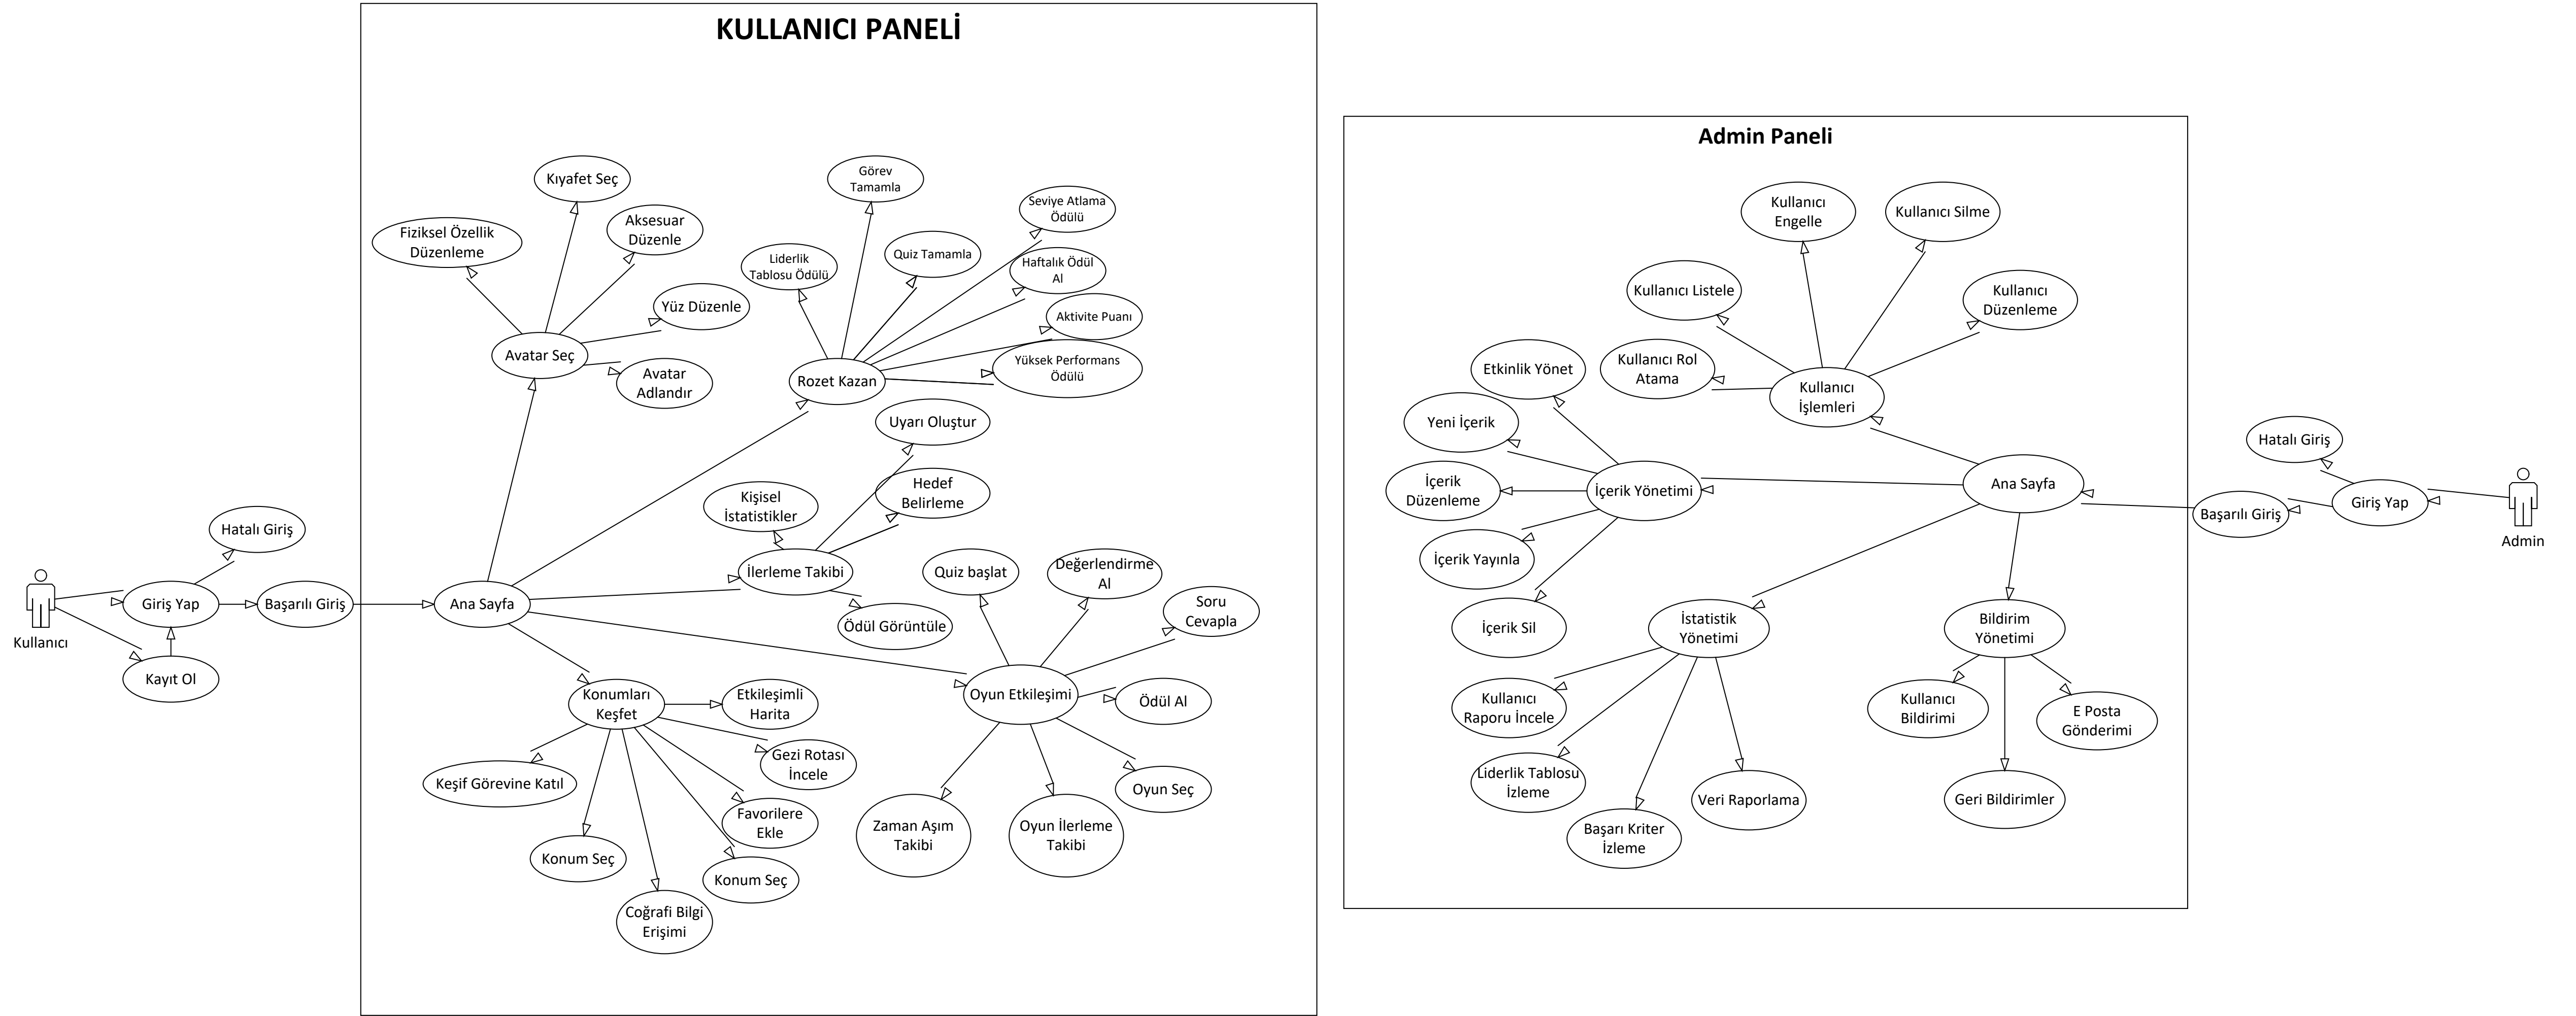 KULLANICI PANELİ
Kıyafet Seç
Fiziksel Özellik
Düzenleme
Aksesuar
Düzenle
Yüz Düzenle
Avatar Seç
Avatar
Adlandır
Görev
Tamamla
Seviye Atlama
Ödülü
Liderlik
Tablosu Ödülü
Quiz Tamamla
Haftalık Ödül
Al
Aktivite Puanı
Yüksek Performans
Ödülü
Rozet Kazan
Uyarı Oluştur
Hedef
Belirleme
Kişisel
İstatistikler
İlerleme Takibi
Ödül Görüntüle
Hatalı Giriş
Kullanıcı
Giriş Yap
Başarılı Giriş
Ana Sayfa
Kayıt Ol
Quiz başlat
Değerlendirme
Al
Soru
Cevapla
Oyun Etkileşimi
Ödül Al
Oyun Seç
Zaman Aşım
Takibi
Oyun İlerleme
Takibi
Konumları
Keşfet
Etkileşimli
Harita
Gezi Rotası
İncele
Keşif Görevine Katıl
Favorilere
Ekle
Konum Seç
Konum Seç
Coğrafi Bilgi
Erişimi
Admin Paneli
Kullanıcı
Engelle
Kullanıcı Silme
Kullanıcı Listele
Kullanıcı
Düzenleme
Kullanıcı Rol
Atama
Kullanıcı
İşlemleri
Etkinlik Yönet
Yeni İçerik
İçerik
Düzenleme
İçerik Yönetimi
İçerik Yayınla
İçerik Sil
Ana Sayfa
Hatalı Giriş
Başarılı Giriş
Giriş Yap
Admin
İstatistik
Yönetimi
Bildirim
Yönetimi
Kullanıcı
Raporu İncele
Liderlik Tablosu
İzleme
Başarı Kriter
İzleme
Veri Raporlama
Kullanıcı
Bildirimi
E Posta
Gönderimi
Geri Bildirimler